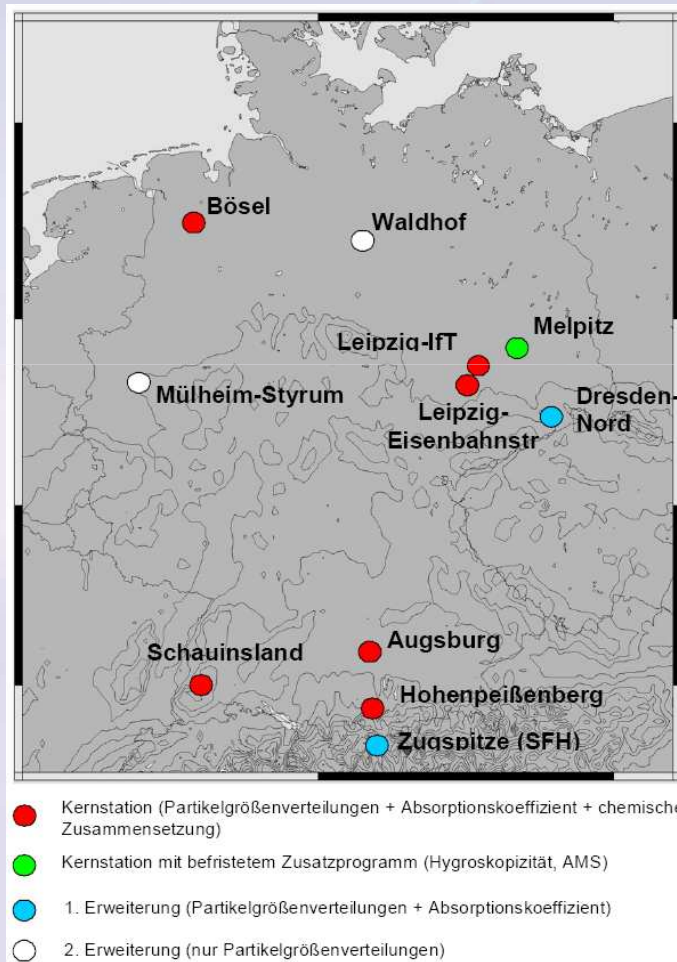 Bösel
Waldhof
Leipzig-IfT
Melpitz
Mülheim-Styrum
Leipzig-
Eisenbahnstr
Dresden-
Nord
Schauinsland
Augsburg
Hohenpeißenberg
Zugspitze (SFH)
Kernstation (Partikelgrößenverteilungen + Absorptionskoeffizient + chemische
Zusammensetzung)
Kernstation mit befristetem Zusatzprogramm (Hygroskopizität, AMS)
1. Erweiterung (Partikelgrößenverteilungen + Absorptionskoeffizient)
2. Erweiterung (nur Partikelgrößenverteilungen)